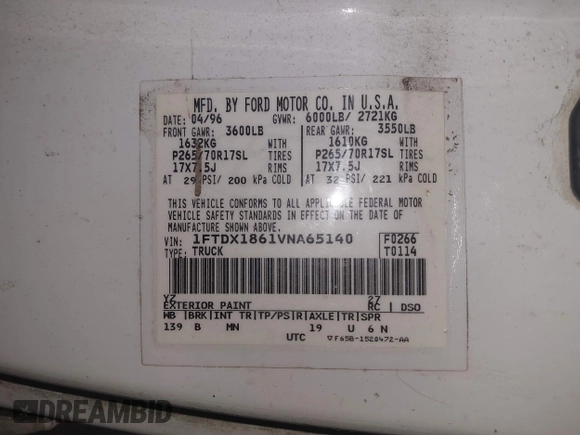 MFD. BY FORD MOTOR CO. IN U.S.A.
DATE: 04/96 GVWR: 6000LB/ 2721KG
FRONT GAWR: 3600LB REAR GAWR: 3550LB
1632KG WITH 1610KG WITH
P265/70R17SL TIRES P265/70R17SL TIRES
17X7.5J RIMS 17X7.5J RIMS
AT 29 PSI/ 200 kPa COLD AT 32 PSI/ 221 kPa COLD
THIS VEHICLE CONFORMS TO ALL APPLICABLE FEDERAL MOTOR
VEHICLE SAFETY STANDARDS IN EFFECT ON THE DATE OF
MANUFACTURE SHOWN ABOVE.
VIN: 1FTDX1861VNA65140 F0266
TYPE: TRUCK T0114
YZ 27
EXTERIOR PAINT RC | DSO
WB |BRK|INT TR|TP/PS|R|AXLE|TR|SPR
139 B MN 19 U 6 N
UTC ▽F65B-1520472-AA
DREAMBID